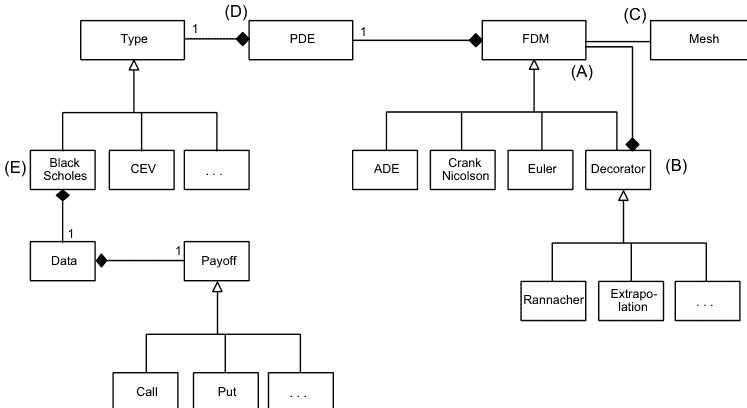 (D)
(C)
1
1
Type
PDE
FDM
Mesh
(A)
(E)
Black
Scholes
CEV
. . .
ADE
Crank
Nicolson
Euler
Decorator
(B)
1
1
Data
Payoff
Rannacher
Extrapo-
lation
. . .
Call
Put
. . .